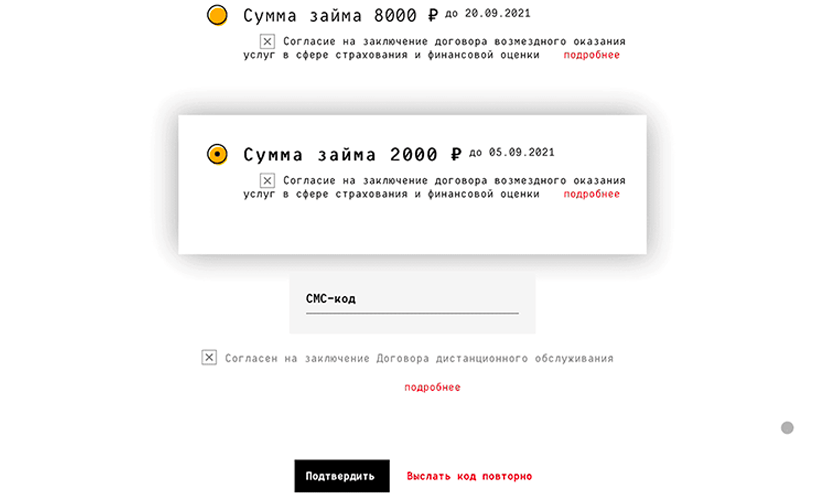 Сумма займа 8000 ₽ до 20.09.2021
Согласие на заключение договора возмездного оказания
услуг в сфере страхования и финансовой оценки подробнее
Сумма займа 2000 ₽ до 05.09.2021
Согласие на заключение договора возмездного оказания
услуг в сфере страхования и финансовой оценки подробнее
СМС-код
Согласен на заключение Договора дистанционного обслуживания
подробнее
Подтвердить Выслать код повторно